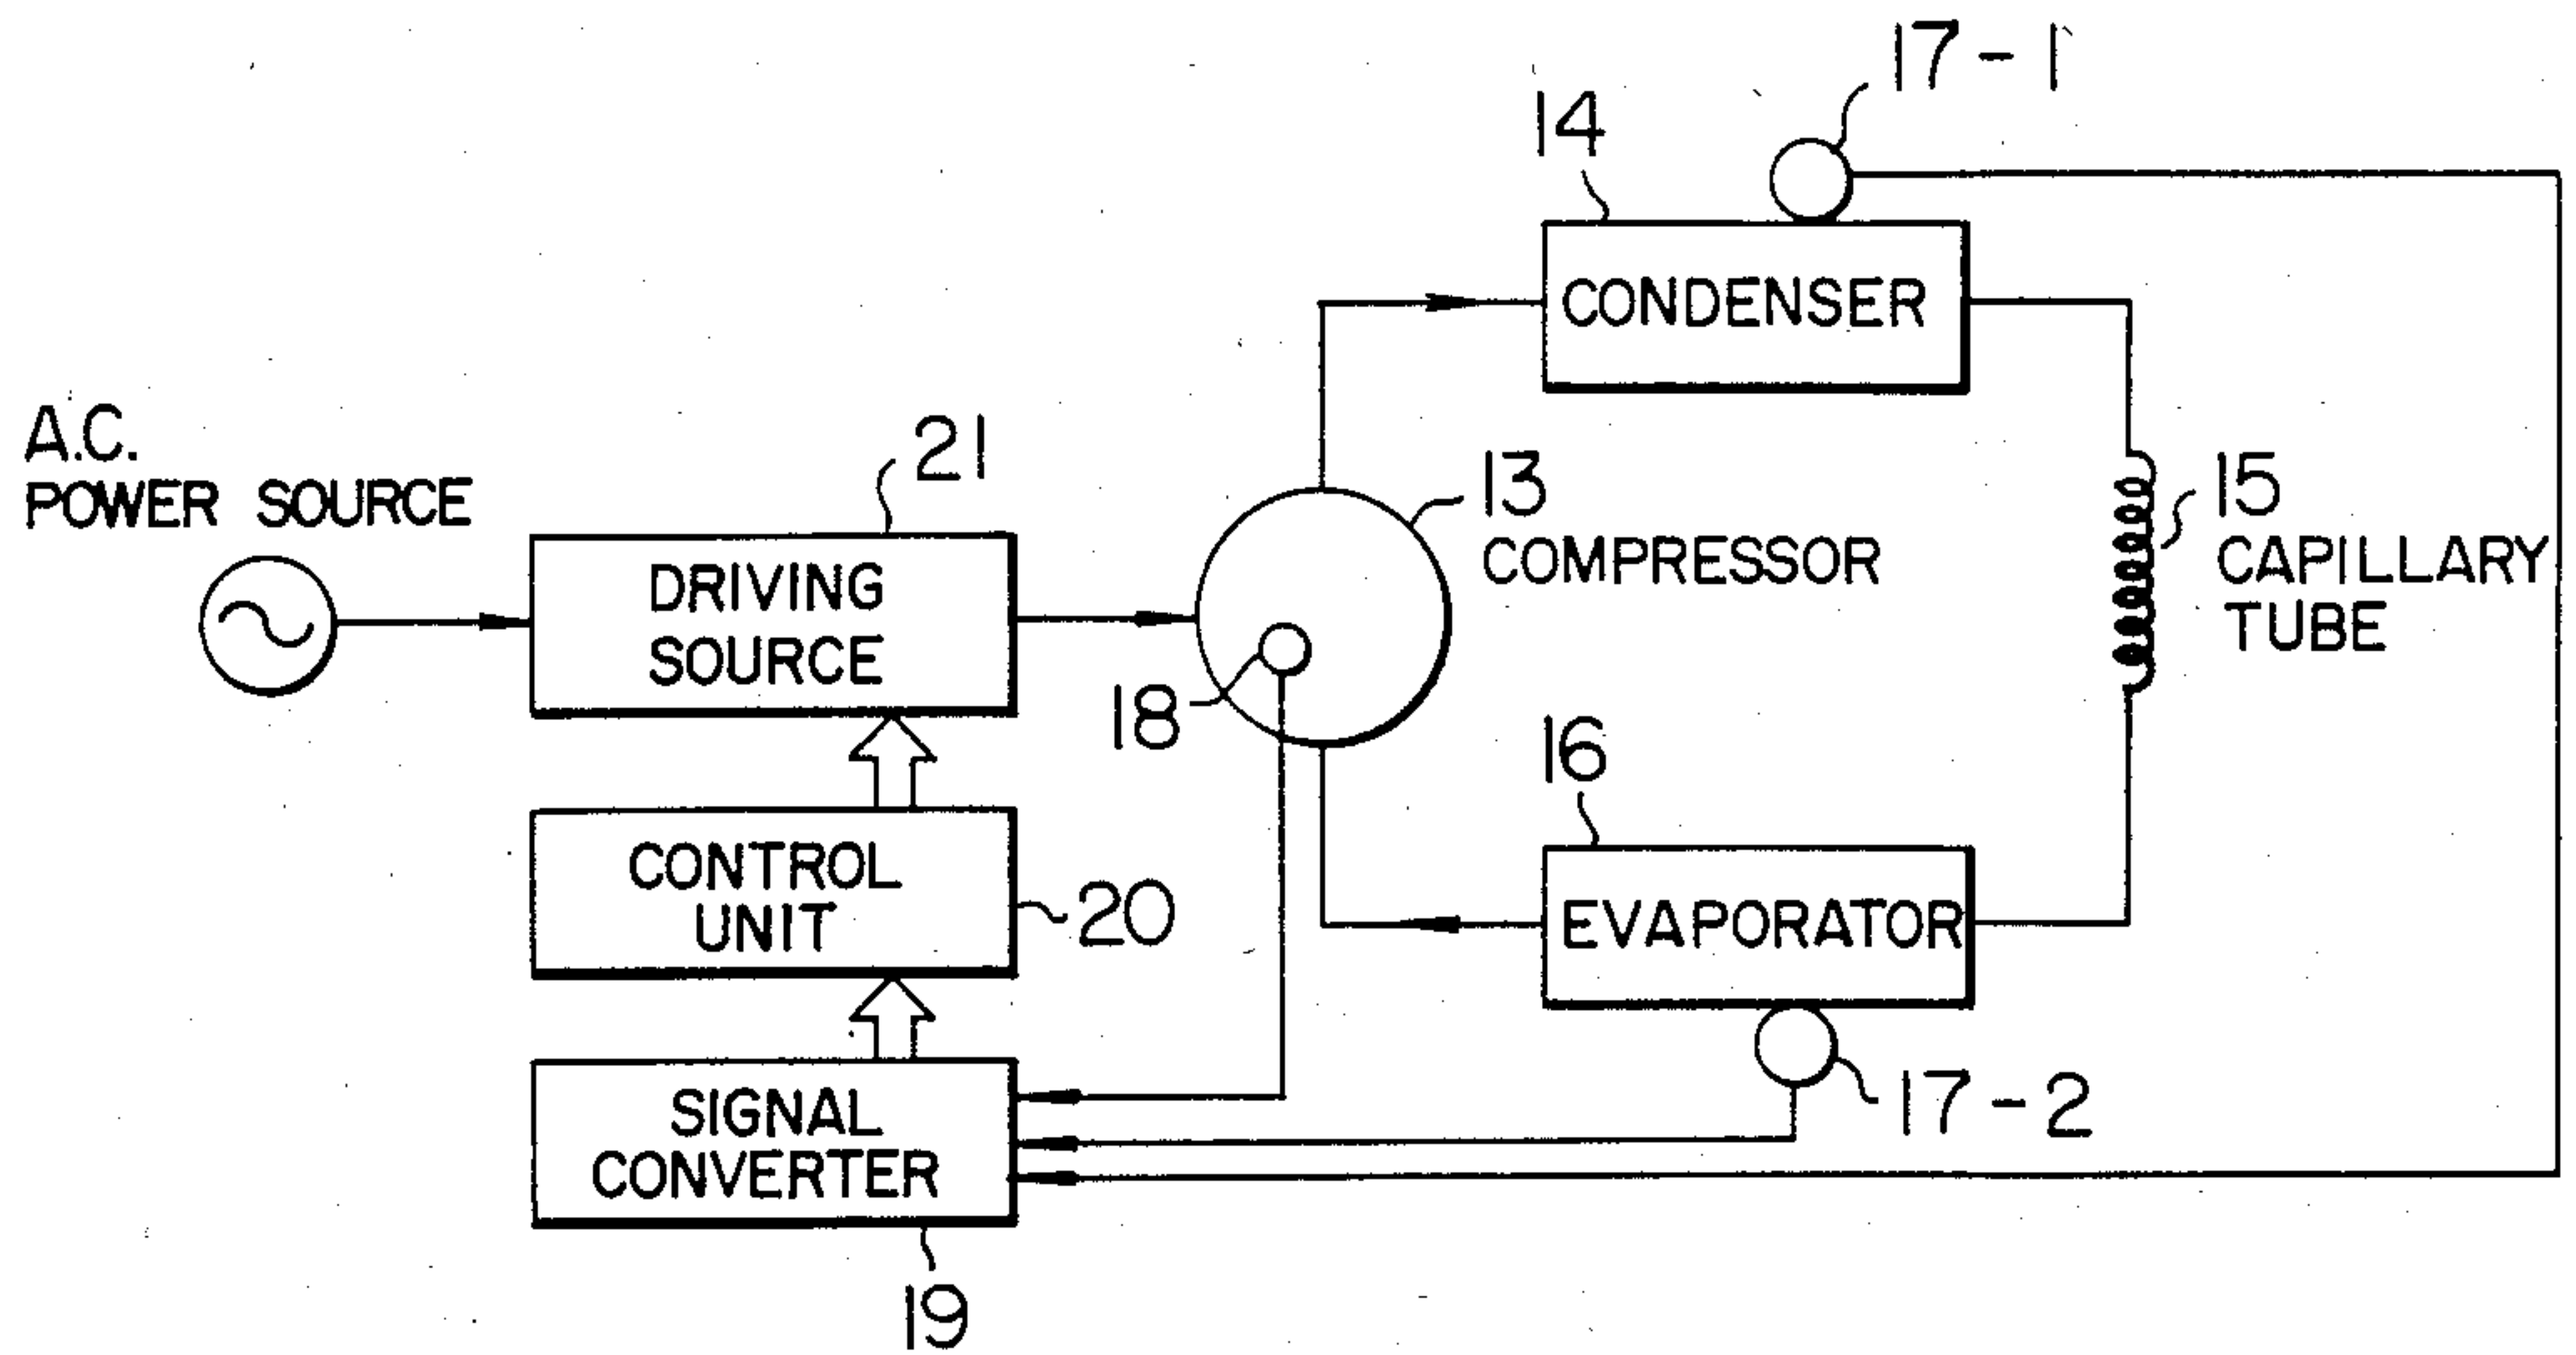 17-1
14
CONDENSER
A.C.
POWER SOURCE
21
DRIVING
SOURCE
13
COMPRESSOR
15
CAPILLARY
TUBE
18
16
EVAPORATOR
CONTROL
UNIT
20
17-2
SIGNAL
CONVERTER
19